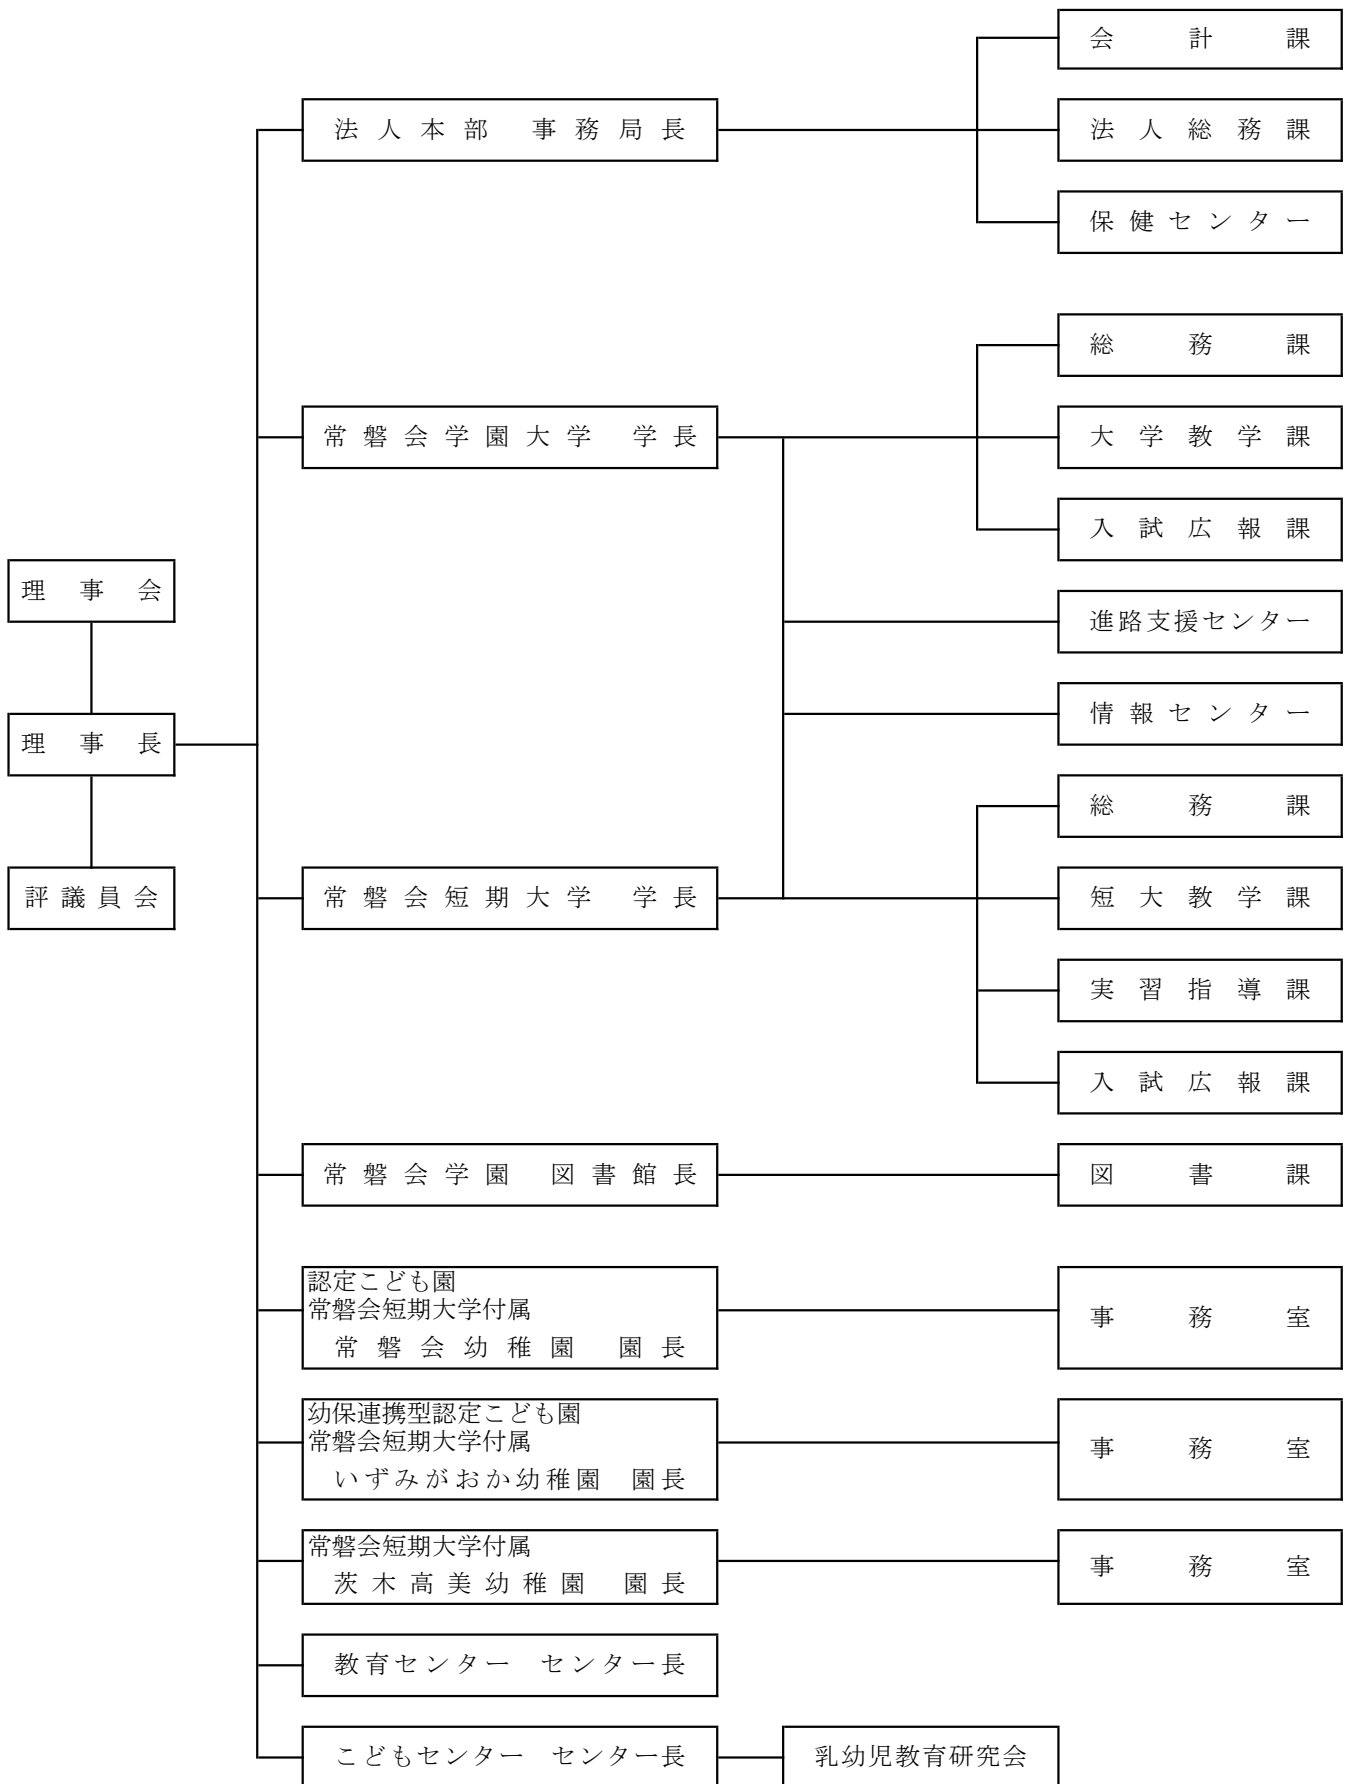 会計課
法人本部 事務局長
法人総務課
保健センター
総務課
常磐会学園大学 学長
大学教学課
入試広報課
理事会
進路支援センター
理事長
情報センター
総務課
評議員会
常磐会短期大学 学長
短大教学課
実習指導課
入試広報課
常磐会学園 図書館長
図書課
認定こども園
常磐会短期大学付属
常磐会幼稚園 園長
事務室
幼保連携型認定こども園
常磐会短期大学付属
いずみがおか幼稚園 園長
事務室
常磐会短期大学付属
茨木高美幼稚園 園長
事務室
教育センター センター長
こどもセンター センター長
乳幼児教育研究会